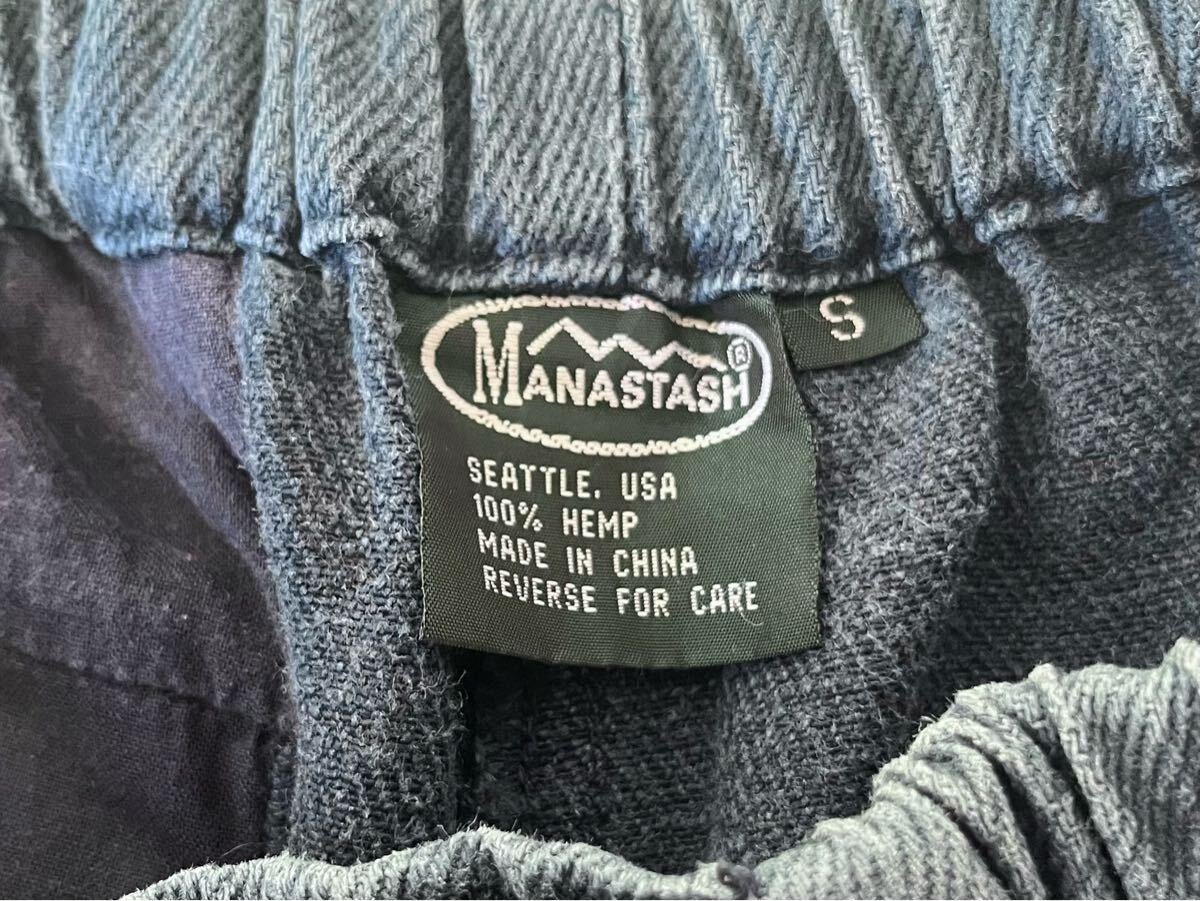 MANASTASH®
S
SEATTLE, USA
100% HEMP
MADE IN CHINA
REVERSE FOR CARE